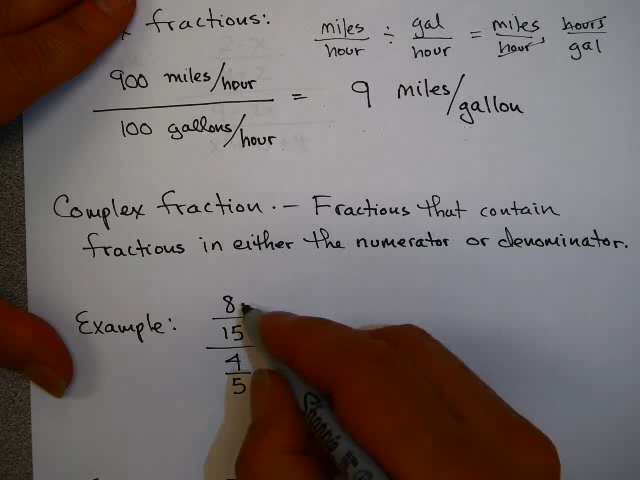 fractions:
miles/hour ÷ gal/hour = miles/hour hours/gal
900 miles/hour
100 gallons/hour
= 9 miles/gallon
Complex fraction. – Fractions that contain
fractions in either the numerator or denominator.
Example:
8
15
4
5
Sharpie